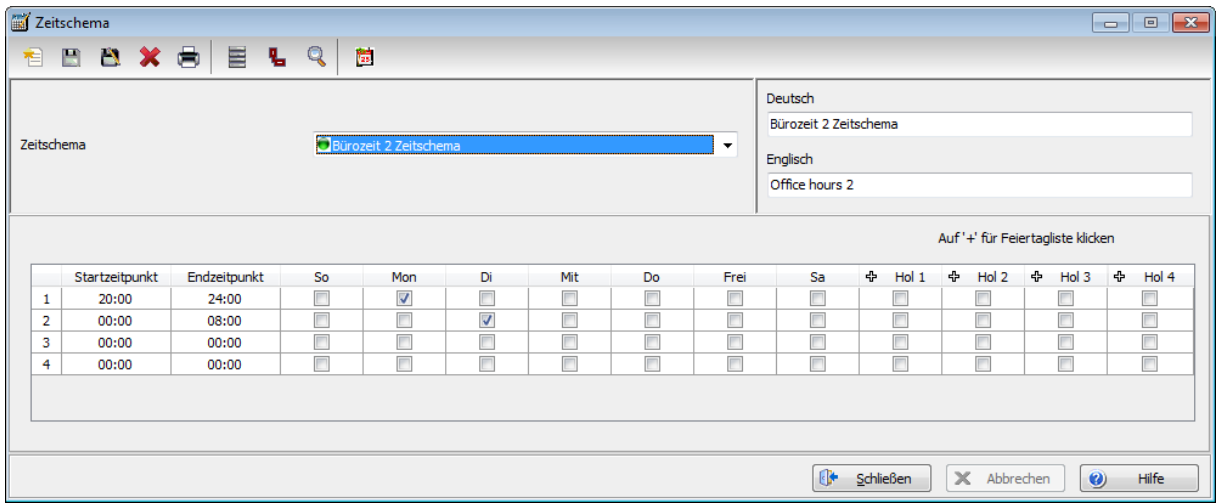 Zeitschema
25
Deutsch
Bürozeit 2 Zeitschema
Zeitschema Bürozeit 2 Zeitschema
Englisch
Office hours 2
Auf '+' für Feiertagliste klicken
Startzeitpunkt Endzeitpunkt So Mon Di Mit Do Frei Sa Hol 1 Hol 2 Hol 3 Hol 4
1 20:00 24:00
2 00:00 08:00
3 00:00 00:00
4 00:00 00:00
Schließen Abbrechen Hilfe